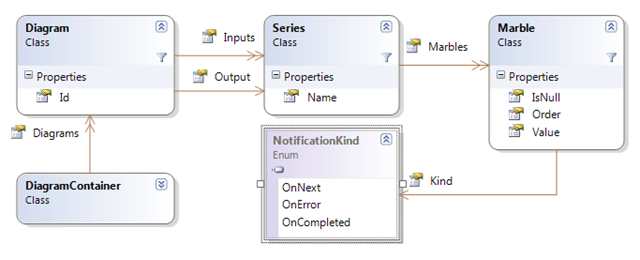 Diagram
Class
Properties
Id
Inputs
Output
Series
Class
Properties
Name
Marbles
Marble
Class
Properties
IsNull
Order
Value
Diagrams
DiagramContainer
Class
NotificationKind
Enum
OnNext
OnError
OnCompleted
Kind